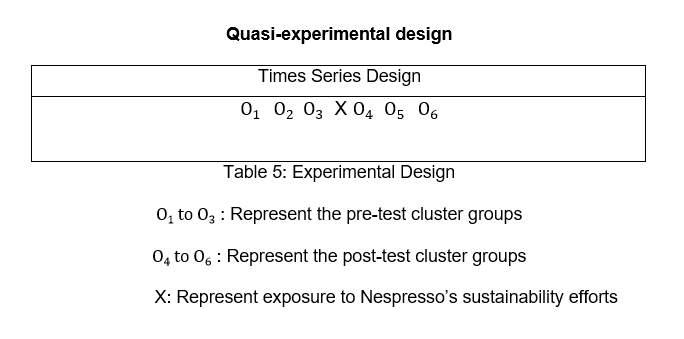 Quasi-experimental design
Times Series Design
O₁ O₂ O₃ X O₄ O₅ O₆
Table 5: Experimental Design
O₁ to O₃ : Represent the pre-test cluster groups
O₄ to O₆ : Represent the post-test cluster groups
X: Represent exposure to Nespresso’s sustainability efforts